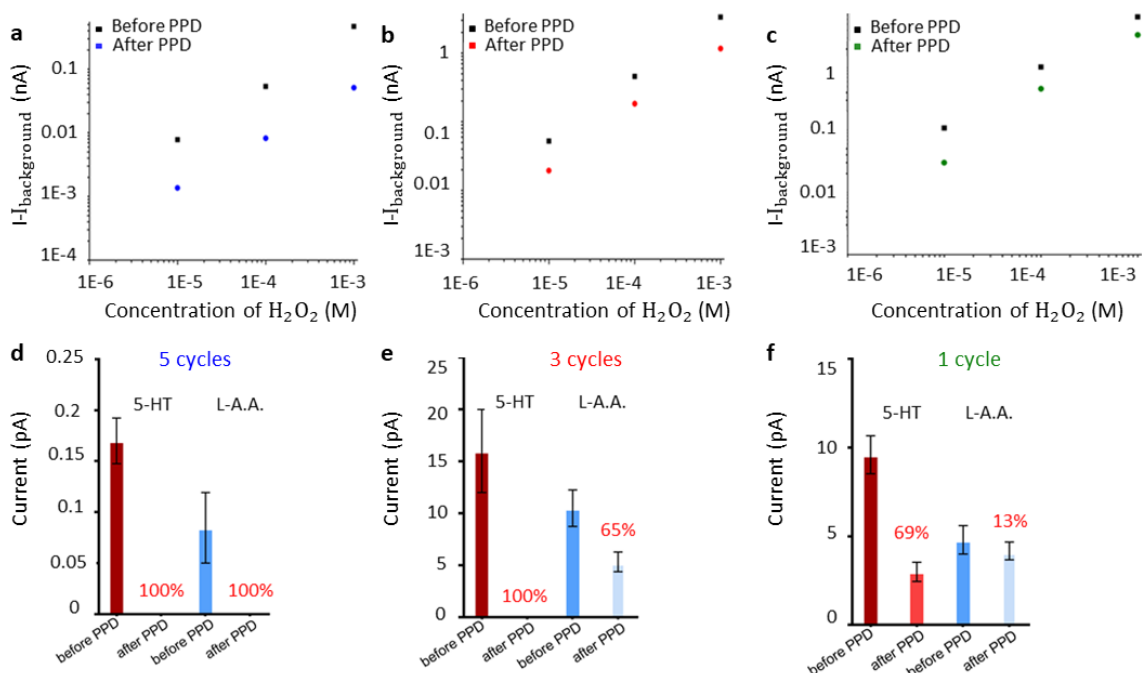 a
Before PPD
After PPD
I-I_background (nA)
0.1
0.01
1E-3
1E-4
1E-6 1E-5 1E-4 1E-3
Concentration of H₂O₂ (M)
b
Before PPD
After PPD
I-I_background (nA)
1
0.1
0.01
1E-3
1E-6 1E-5 1E-4 1E-3
Concentration of H₂O₂ (M)
c
Before PPD
After PPD
I-I_background (nA)
1
0.1
0.01
1E-3
1E-6 1E-5 1E-4 1E-3
Concentration of H₂O₂ (M)
d
5 cycles
5-HT L-A.A.
Current (pA)
0.25
0.2
0.15
0.1
0.05
0
100% 100%
before PPD after PPD before PPD after PPD
e
3 cycles
5-HT L-A.A.
Current (pA)
25
20
15
10
5
0
100% 65%
before PPD after PPD before PPD after PPD
f
1 cycle
5-HT L-A.A.
Current (pA)
15
10
5
0
69% 13%
before PPD after PPD before PPD after PPD